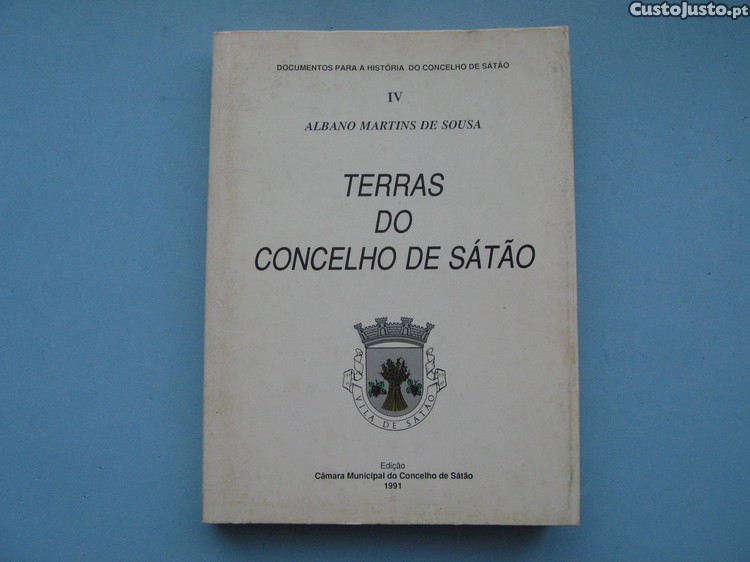 CustoJusto.pt
DOCUMENTOS PARA A HISTÓRIA DO CONCELHO DE SÁTÃO
IV
ALBANO MARTINS DE SOUSA
TERRAS
DO
CONCELHO DE SÁTÃO
VILA DE SATÃO
Edição
Câmara Municipal do Concelho de Sátão
1991